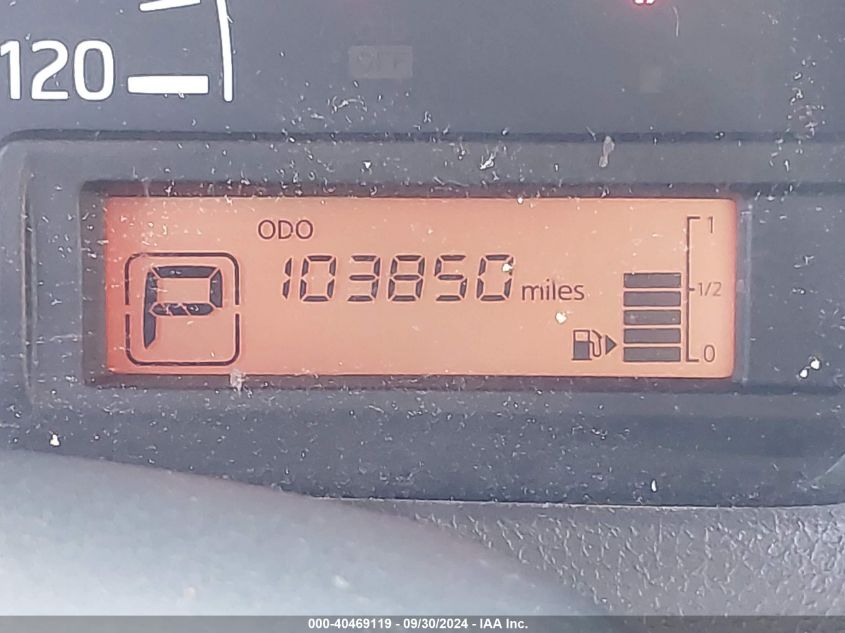 120
ODO
1
103850 miles
P
1/2
0
000-40469119 - 09/30/2024 - IAA Inc.